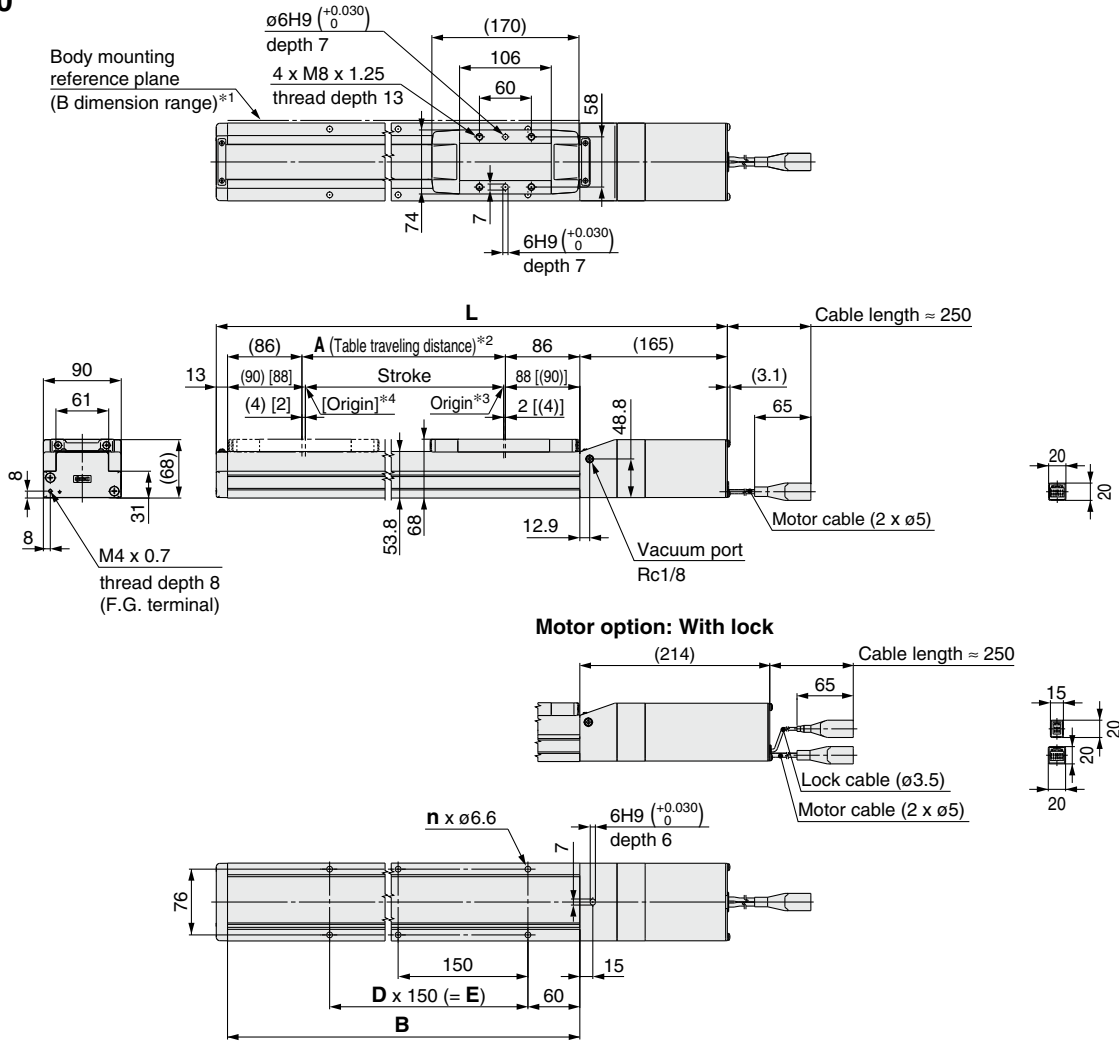 0
ø6H9 (+0.030 0)
depth 7
(170)
106
Body mounting
reference plane
(B dimension range)*1
4 x M8 x 1.25
thread depth 13
60
58
74
7
6H9 (+0.030 0)
depth 7
L
Cable length ≈ 250
(86)
A (Table traveling distance)*2
86
(165)
90
61
13
(90) [88]
Stroke
88 [(90)]
(3.1)
(4) [2]
[Origin]*4
Origin*3
2 [(4)]
48.8
65
8
(68)
31
8
53.8
68
12.9
20
20
Motor cable (2 x ø5)
M4 x 0.7
thread depth 8
(F.G. terminal)
Vacuum port
Rc1/8
Motor option: With lock
(214)
Cable length ≈ 250
65
15
20
20
20
Lock cable (ø3.5)
Motor cable (2 x ø5)
n x ø6.6
6H9 (+0.030 0)
depth 6
7
76
150
15
D x 150 (= E)
60
B